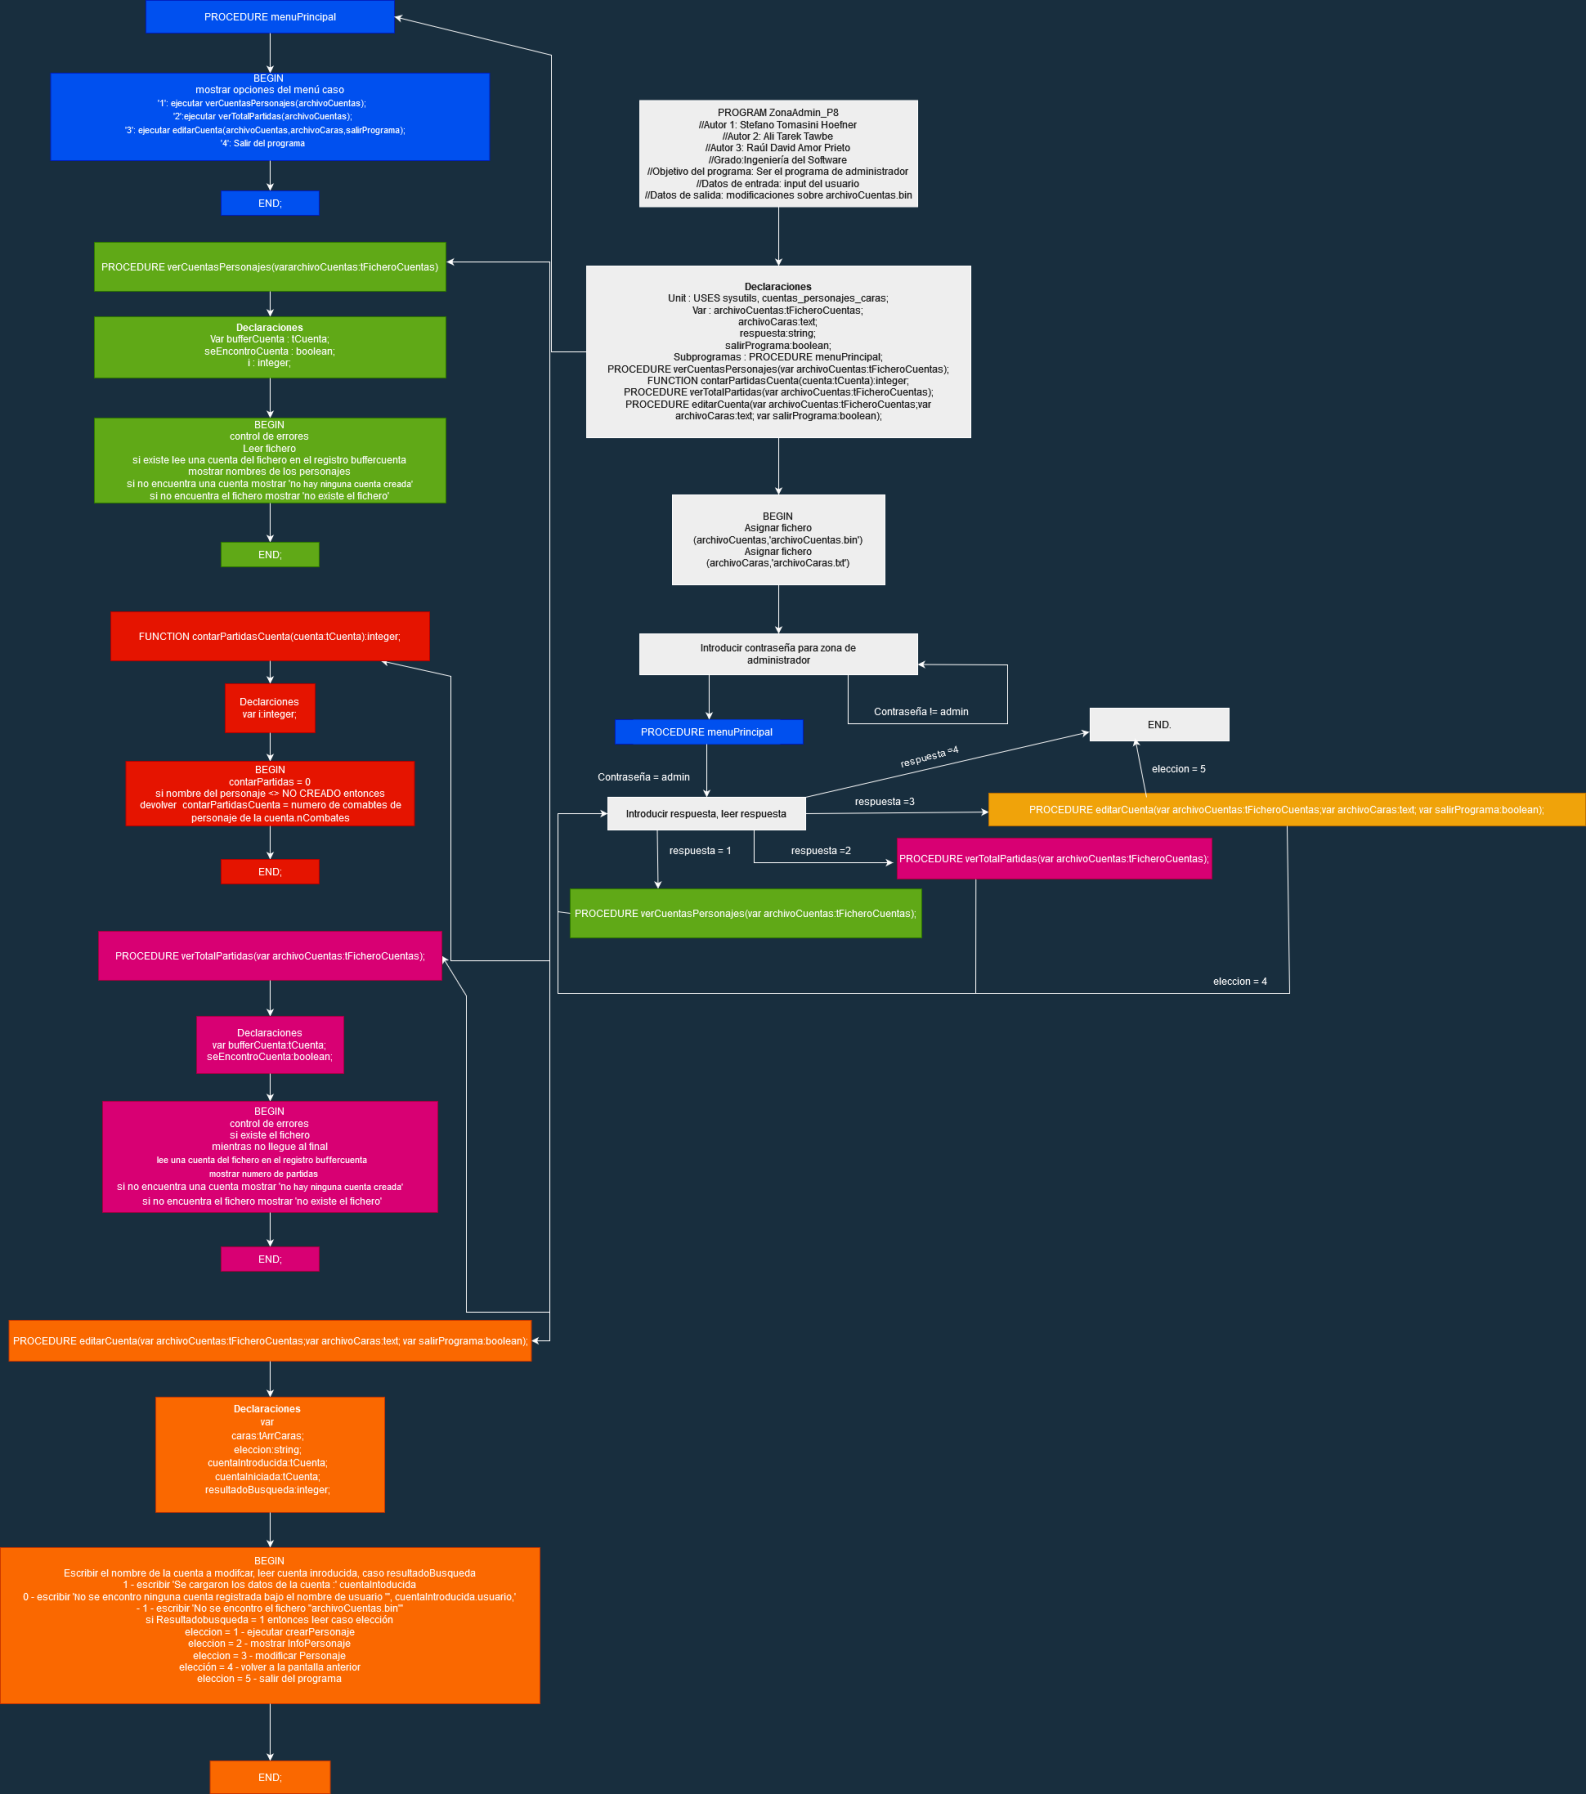 PROCEDURE menuPrincipal
BEGIN
mostrar opciones del menú caso
'1': ejecutar verCuentasPersonajes(archivoCuentas);
'2':ejecutar verTotalPartidas(archivoCuentas);
'3': ejecutar editarCuenta(archivoCuentas,archivoCaras,salirPrograma);
'4': Salir del programa
END;
PROCEDURE verCuentasPersonajes(vararchivoCuentas:tFicheroCuentas)
Declaraciones
Var bufferCuenta : tCuenta;
seEncontroCuenta : boolean;
i : integer;
BEGIN
control de errores
Leer fichero
si existe lee una cuenta del fichero en el registro buffercuenta
mostrar nombres de los personajes
si no encuentra una cuenta mostrar 'no hay ninguna cuenta creada'
si no encuentra el fichero mostrar 'no existe el fichero'
END;
FUNCTION contarPartidasCuenta(cuenta:tCuenta):integer;
Declarciones
var i:integer;
BEGIN
contarPartidas = 0
si nombre del personaje <> NO CREADO entonces
devolver contarPartidasCuenta = numero de comabtes de
personaje de la cuenta.nCombates
END;
PROCEDURE verTotalPartidas(var archivoCuentas:tFicheroCuentas);
Declaraciones
var bufferCuenta:tCuenta;
seEncontroCuenta:boolean;
BEGIN
control de errores
si existe el fichero
mientras no llegue al final
lee una cuenta del fichero en el registro buffercuenta
mostrar numero de partidas
si no encuentra una cuenta mostrar 'no hay ninguna cuenta creada'
si no encuentra el fichero mostrar 'no existe el fichero'
END;
PROCEDURE editarCuenta(var archivoCuentas:tFicheroCuentas;var archivoCaras:text; var salirPrograma:boolean);
Declaraciones
var
caras:tArrCaras;
eleccion:string;
cuentaIntroducida:tCuenta;
cuentaIniciada:tCuenta;
resultadoBusqueda:integer;
BEGIN
Escribir el nombre de la cuenta a modifcar, leer cuenta inroducida, caso resultadoBusqueda
1 - escribir 'Se cargaron los datos de la cuenta :' cuentaIntoducida
0 - escribir 'No se encontro ninguna cuenta registrada bajo el nombre de usuario "', cuentaIntroducida.usuario,'
- 1 - escribir 'No se encontro el fichero "archivoCuentas.bin"'
si Resultadobusqueda = 1 entonces leer caso elección
eleccion = 1 - ejecutar crearPersonaje
eleccion = 2 - mostrar InfoPersonaje
eleccion = 3 - modificar Personaje
elección = 4 - volver a la pantalla anterior
eleccion = 5 - salir del programa
END;
PROGRAM ZonaAdmin_P8
//Autor 1: Stefano Tomasini Hoefner
//Autor 2: Ali Tarek Tawbe
//Autor 3: Raúl David Amor Prieto
//Grado:Ingeniería del Software
//Objetivo del programa: Ser el programa de administrador
//Datos de entrada: input del usuario
//Datos de salida: modificaciones sobre archivoCuentas.bin
Declaraciones
Unit : USES sysutils, cuentas_personajes_caras;
Var : archivoCuentas:tFicheroCuentas;
archivoCaras:text;
respuesta:string;
salirPrograma:boolean;
Subprogramas : PROCEDURE menuPrincipal;
PROCEDURE verCuentasPersonajes(var archivoCuentas:tFicheroCuentas);
FUNCTION contarPartidasCuenta(cuenta:tCuenta):integer;
PROCEDURE verTotalPartidas(var archivoCuentas:tFicheroCuentas);
PROCEDURE editarCuenta(var archivoCuentas:tFicheroCuentas;var
archivoCaras:text; var salirPrograma:boolean);
BEGIN
Asignar fichero
(archivoCuentas,'archivoCuentas.bin')
Asignar fichero
(archivoCaras,'archivoCaras.txt')
Introducir contraseña para zona de
administrador
Contraseña != admin
PROCEDURE menuPrincipal
Contraseña = admin
Introducir respuesta, leer respuesta
respuesta =4
END.
eleccion = 5
respuesta =3
PROCEDURE editarCuenta(var archivoCuentas:tFicheroCuentas;var archivoCaras:text; var salirPrograma:boolean);
respuesta = 1
respuesta =2
PROCEDURE verTotalPartidas(var archivoCuentas:tFicheroCuentas);
PROCEDURE verCuentasPersonajes(var archivoCuentas:tFicheroCuentas);
eleccion = 4